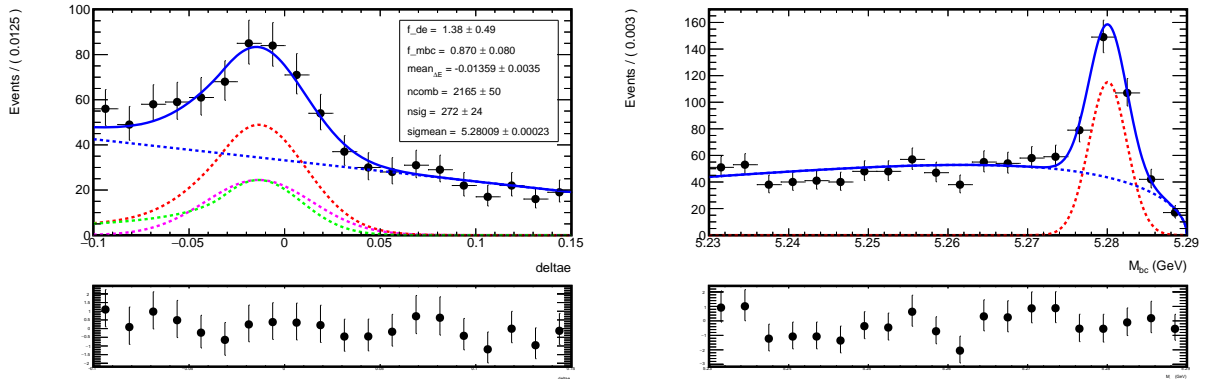 Events / ( 0.0125 )
100
80
60
40
20
0
f_de = 1.38 ± 0.49
f_mbc = 0.870 ± 0.080
mean_ΔE = -0.01359 ± 0.0035
ncomb = 2165 ± 50
nsig = 272 ± 24
sigmean = 5.28009 ± 0.00023
−0.1 −0.05 0 0.05 0.1 0.15
deltae
Events / ( 0.003 )
160
140
120
100
80
60
40
20
0
5.23 5.24 5.25 5.26 5.27 5.28 5.29
M_bc (GeV)
deltae